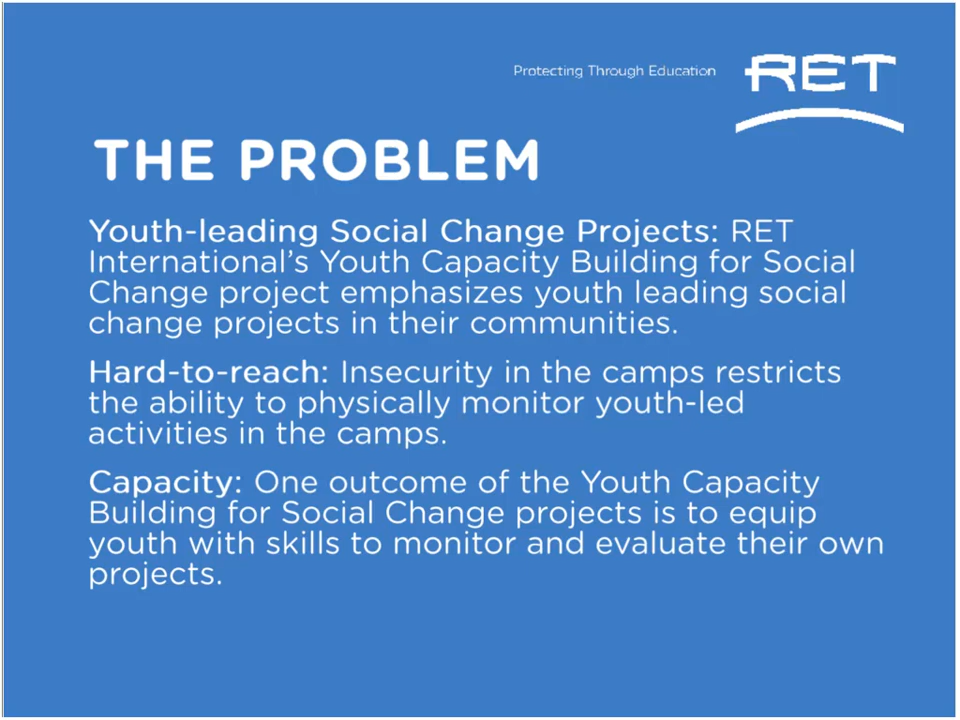 Protecting Through Education
RET
THE PROBLEM
Youth-leading Social Change Projects: RET
International's Youth Capacity Building for Social
Change project emphasizes youth leading social
change projects in their communities.
Hard-to-reach: Insecurity in the camps restricts
the ability to physically monitor youth-led
activities in the camps.
Capacity: One outcome of the Youth Capacity
Building for Social Change projects is to equip
youth with skills to monitor and evaluate their own
projects.